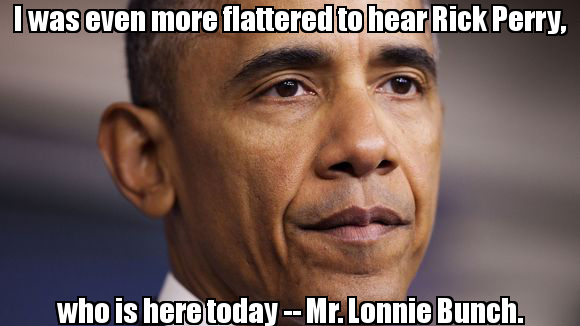 I was even more flattered to hear Rick Perry,
who is here today -- Mr. Lonnie Bunch.